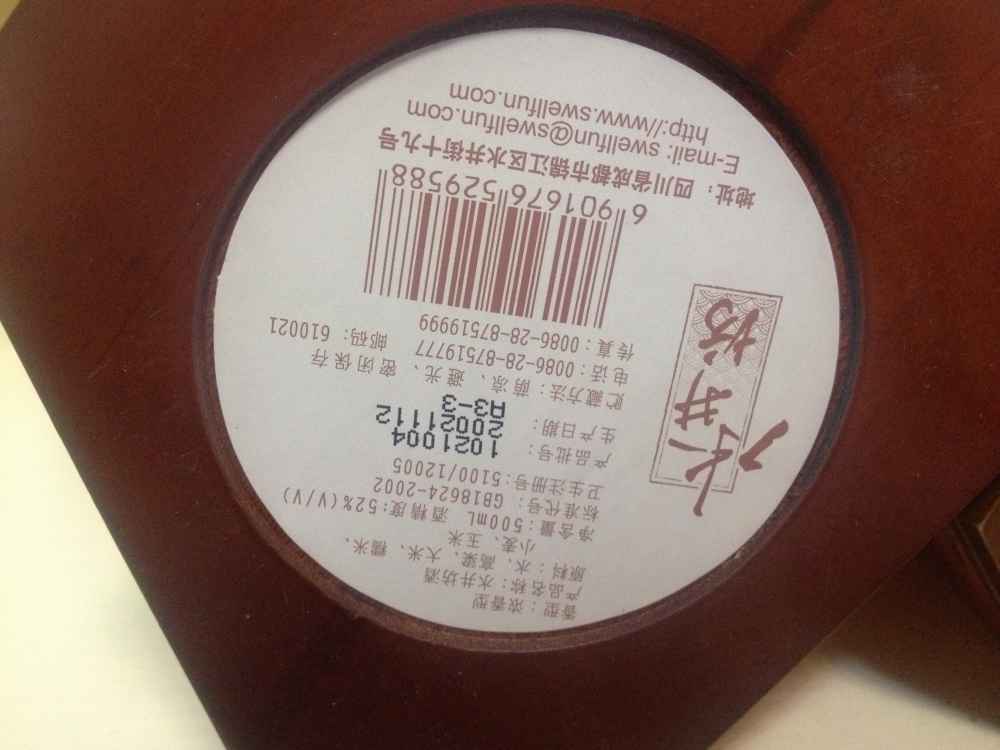 水井坊
香型：浓香型
产品名称：水井坊酒
原料：水、高粱、大米、糯米、
小麦、玉米
净含量：500mL 酒精度：52%(V/V)
标准代号：GB18624-2002
卫生注册号：5100/12005
产品批号：1021004
生产日期：20021112
A3-3
贮藏方法：荫凉、避光、密闭保存
电话：0086-28-87519777
传真：0086-28-87519999 邮码：610021
6 901676 529588
地址：四川省成都市锦江区水井街十九号
E-mail: swellfun@swellfun.com
http://www.swellfun.com